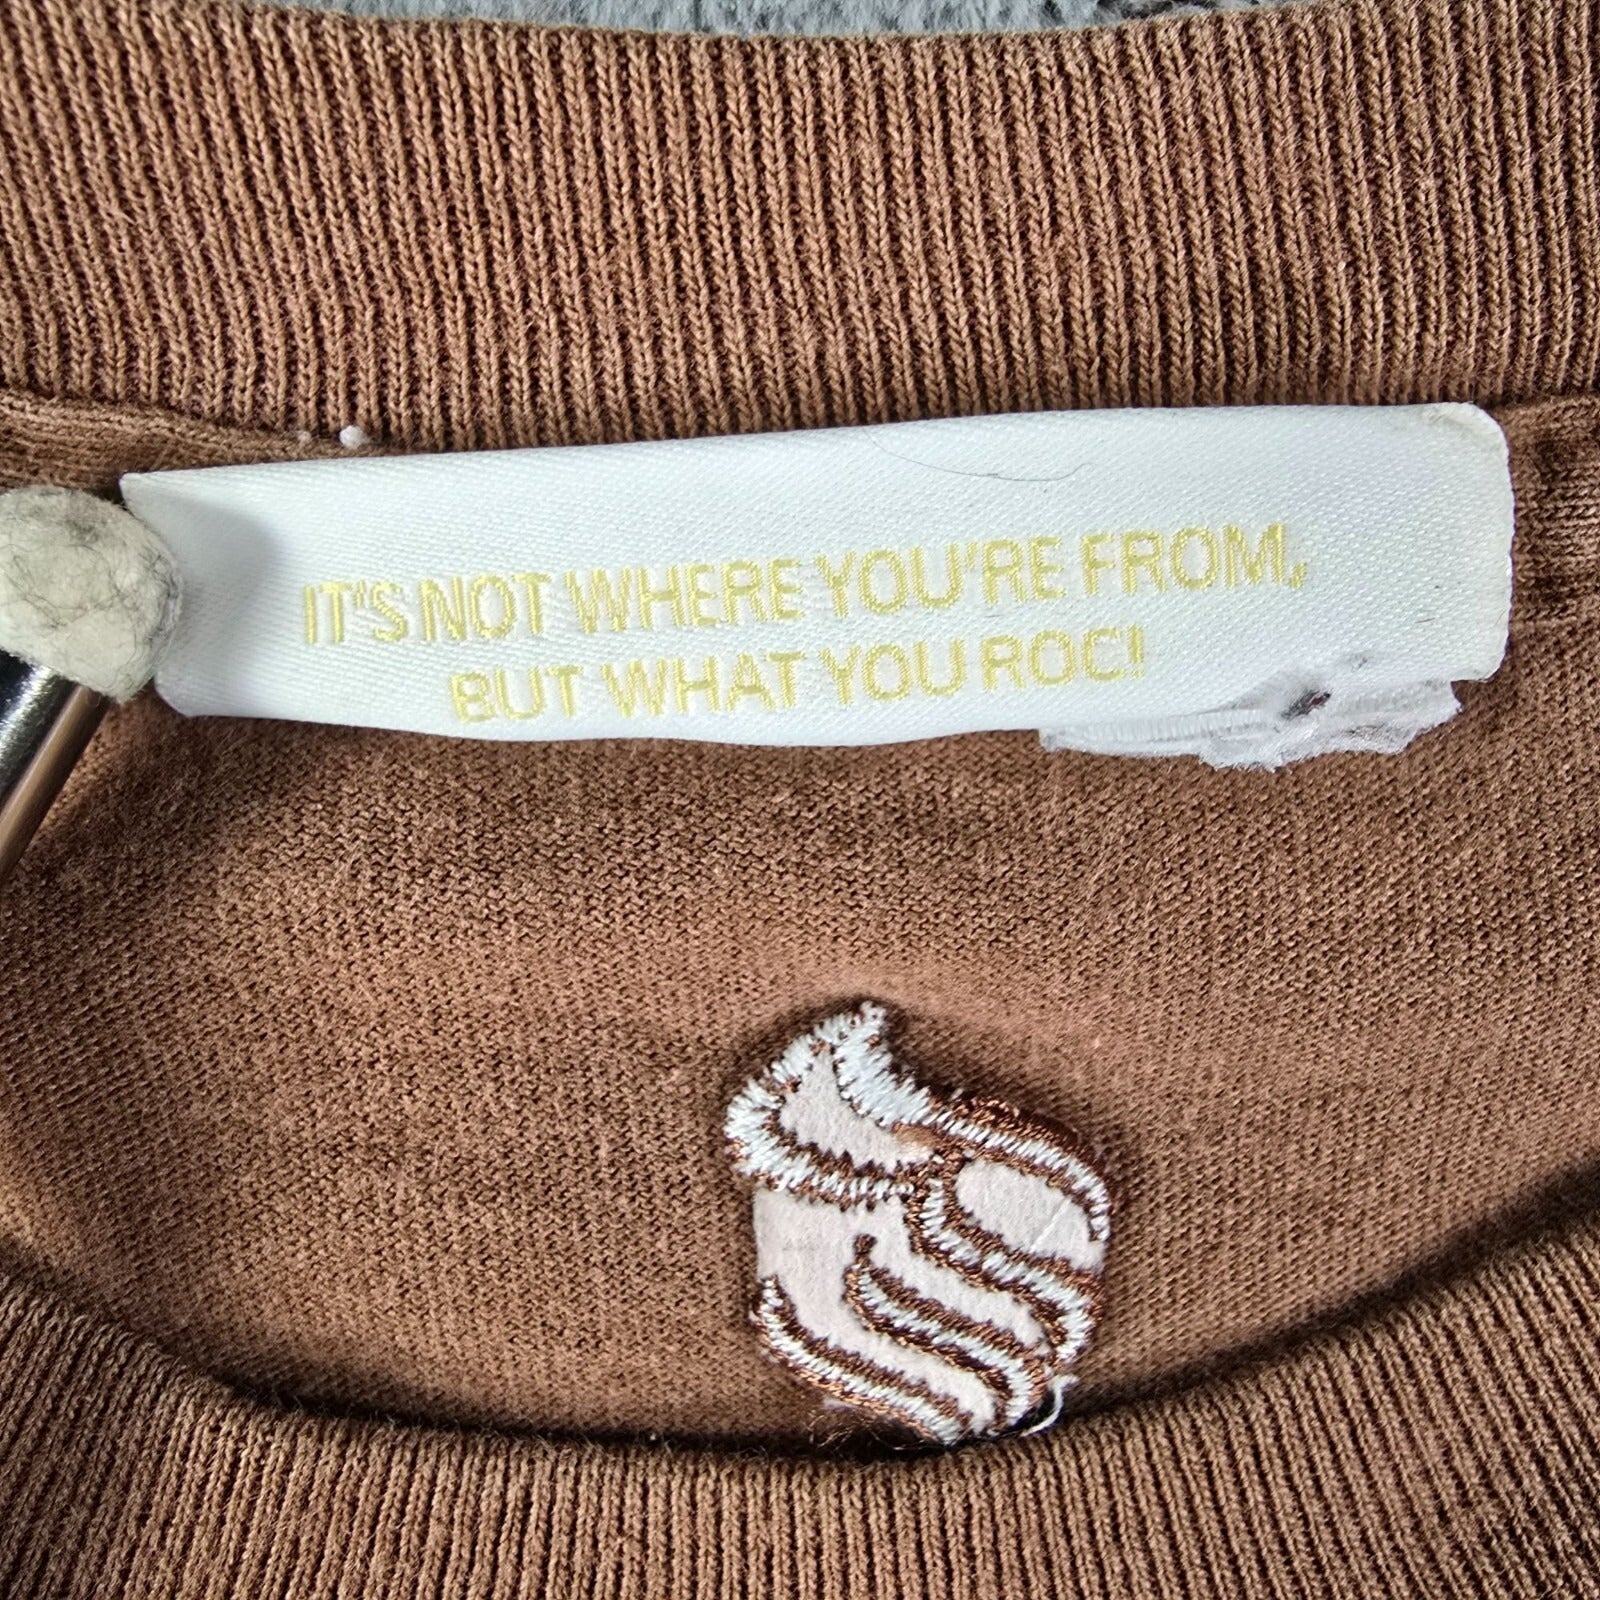 IT'S NOT WHERE YOU'RE FROM,
BUT WHAT YOU ROC!